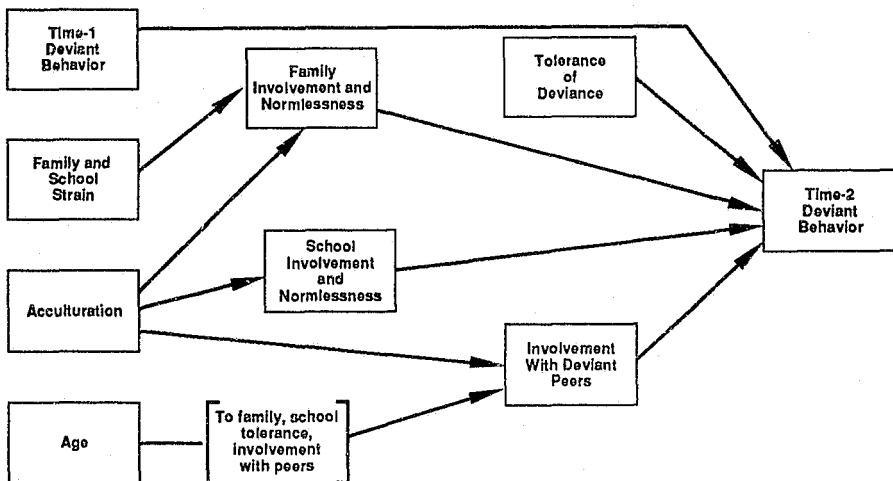 Time-1
Deviant
Behavior
Family
Involvement and
Normlessness
Tolerance
of
Deviance
Family and
School
Strain
Time-2
Deviant
Behavior
School
Involvement
and
Normlessness
Acculturation
Involvement
With Deviant
Peers
Age
To family, school
tolerance,
involvement
with peers